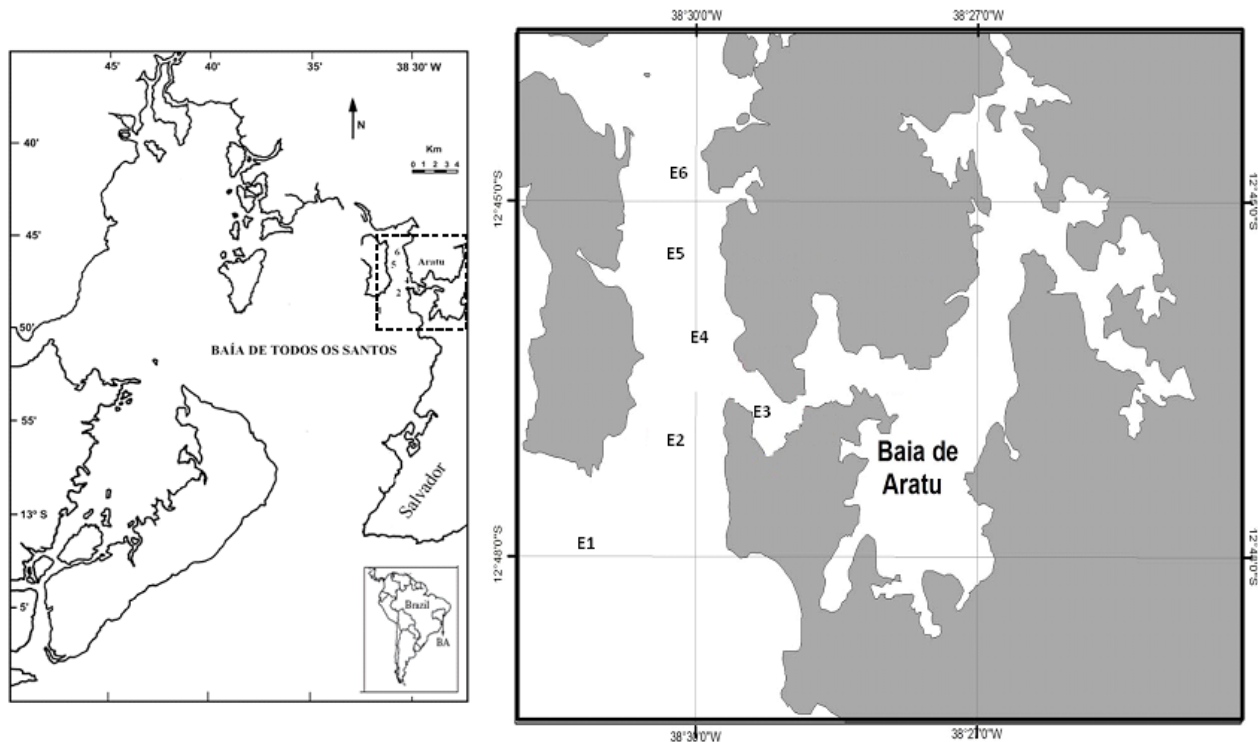 45'
40'
35'
38° 30' W
N
Km
0 1 2 3 4
40'
45'
6
5
Aratu
4
2
1
50'
BAÍA DE TODOS OS SANTOS
55'
Salvador
13° S
5'
Brazil
BA
38°30'0"W
38°27'0"W
E6
12°45'0"S
12°45'0"S
E5
E4
E3
E2
Baia de
Aratu
E1
12°48'0"S
38°30'0"W
38°27'0"W